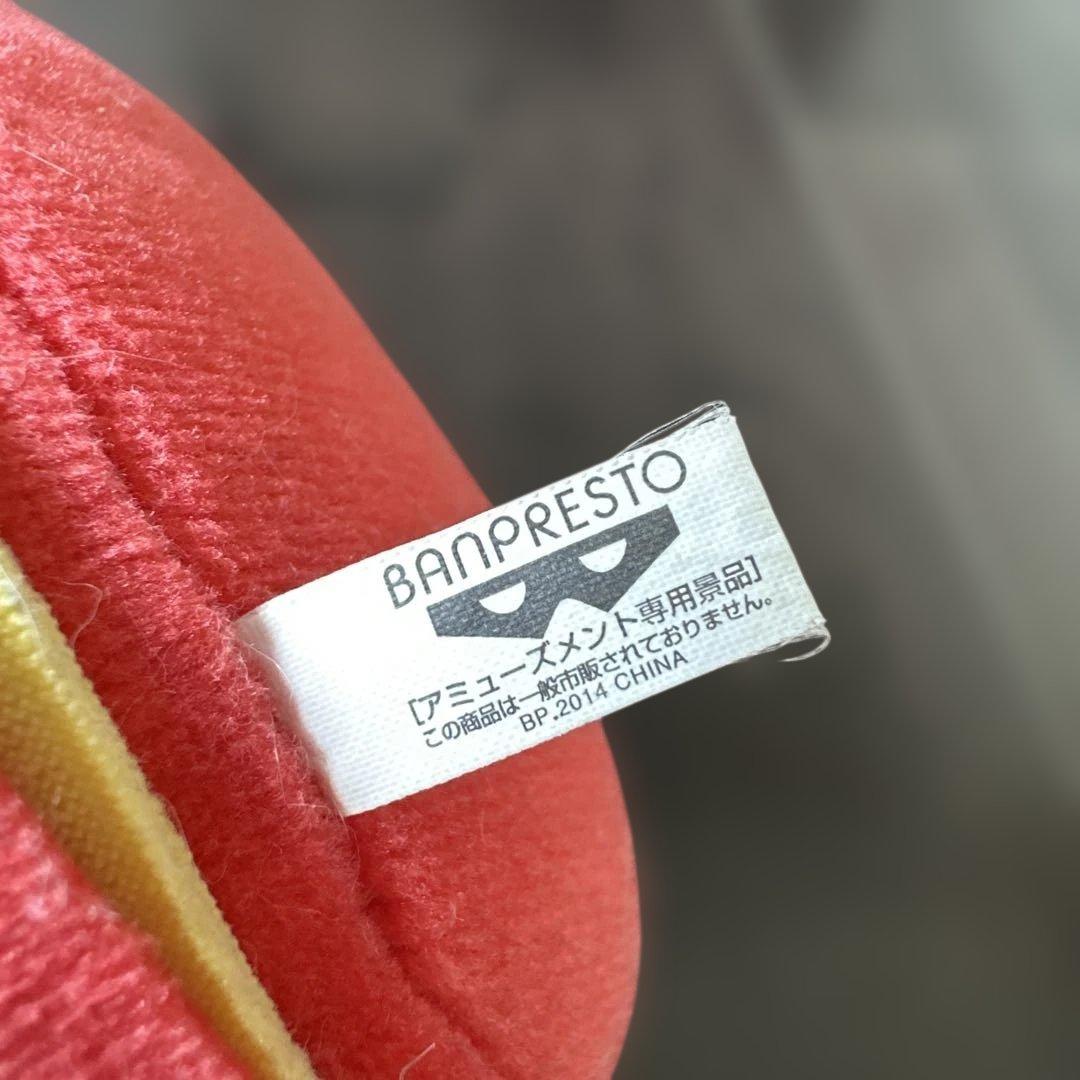 BANPRESTO
[アミューズメント専用景品]
この商品は一般市販されておりません。
BP.2014 CHINA